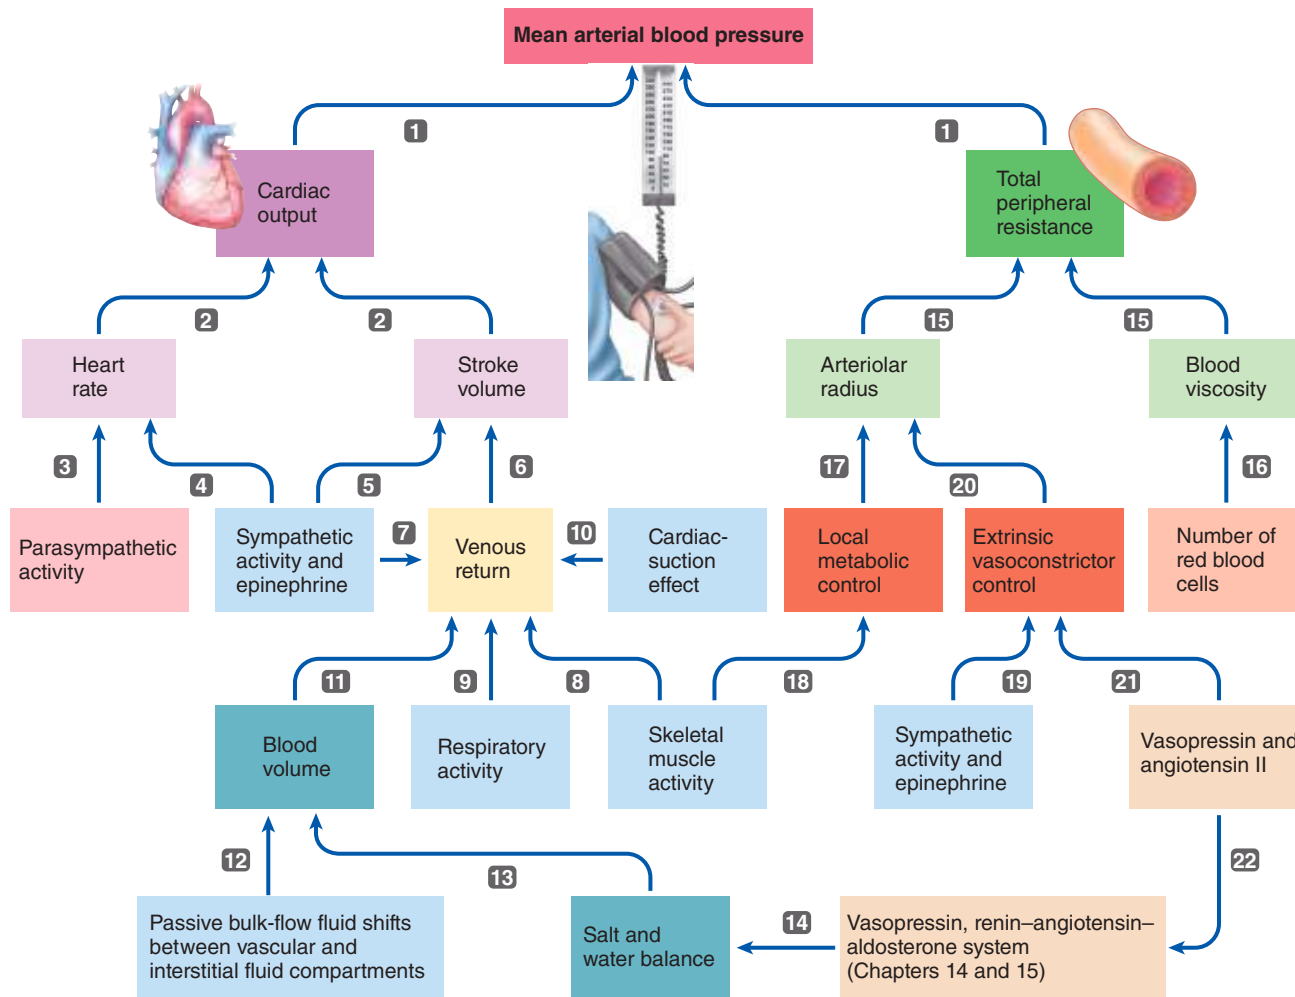 Mean arterial blood pressure
1
1
Cardiac
output
Total
peripheral
resistance
2
2
15
15
Heart
rate
Stroke
volume
Arteriolar
radius
Blood
viscosity
3
4
5
6
17
20
16
Parasympathetic
activity
Sympathetic
activity and
epinephrine
7
Venous
return
10
Cardiac-
suction
effect
Local
metabolic
control
Extrinsic
vasoconstrictor
control
Number of
red blood
cells
11
9
8
18
19
21
Blood
volume
Respiratory
activity
Skeletal
muscle
activity
Sympathetic
activity and
epinephrine
Vasopressin and
angiotensin II
12
13
22
Passive bulk-flow fluid shifts
between vascular and
interstitial fluid compartments
Salt and
water balance
14
Vasopressin, renin–angiotensin–
aldosterone system
(Chapters 14 and 15)